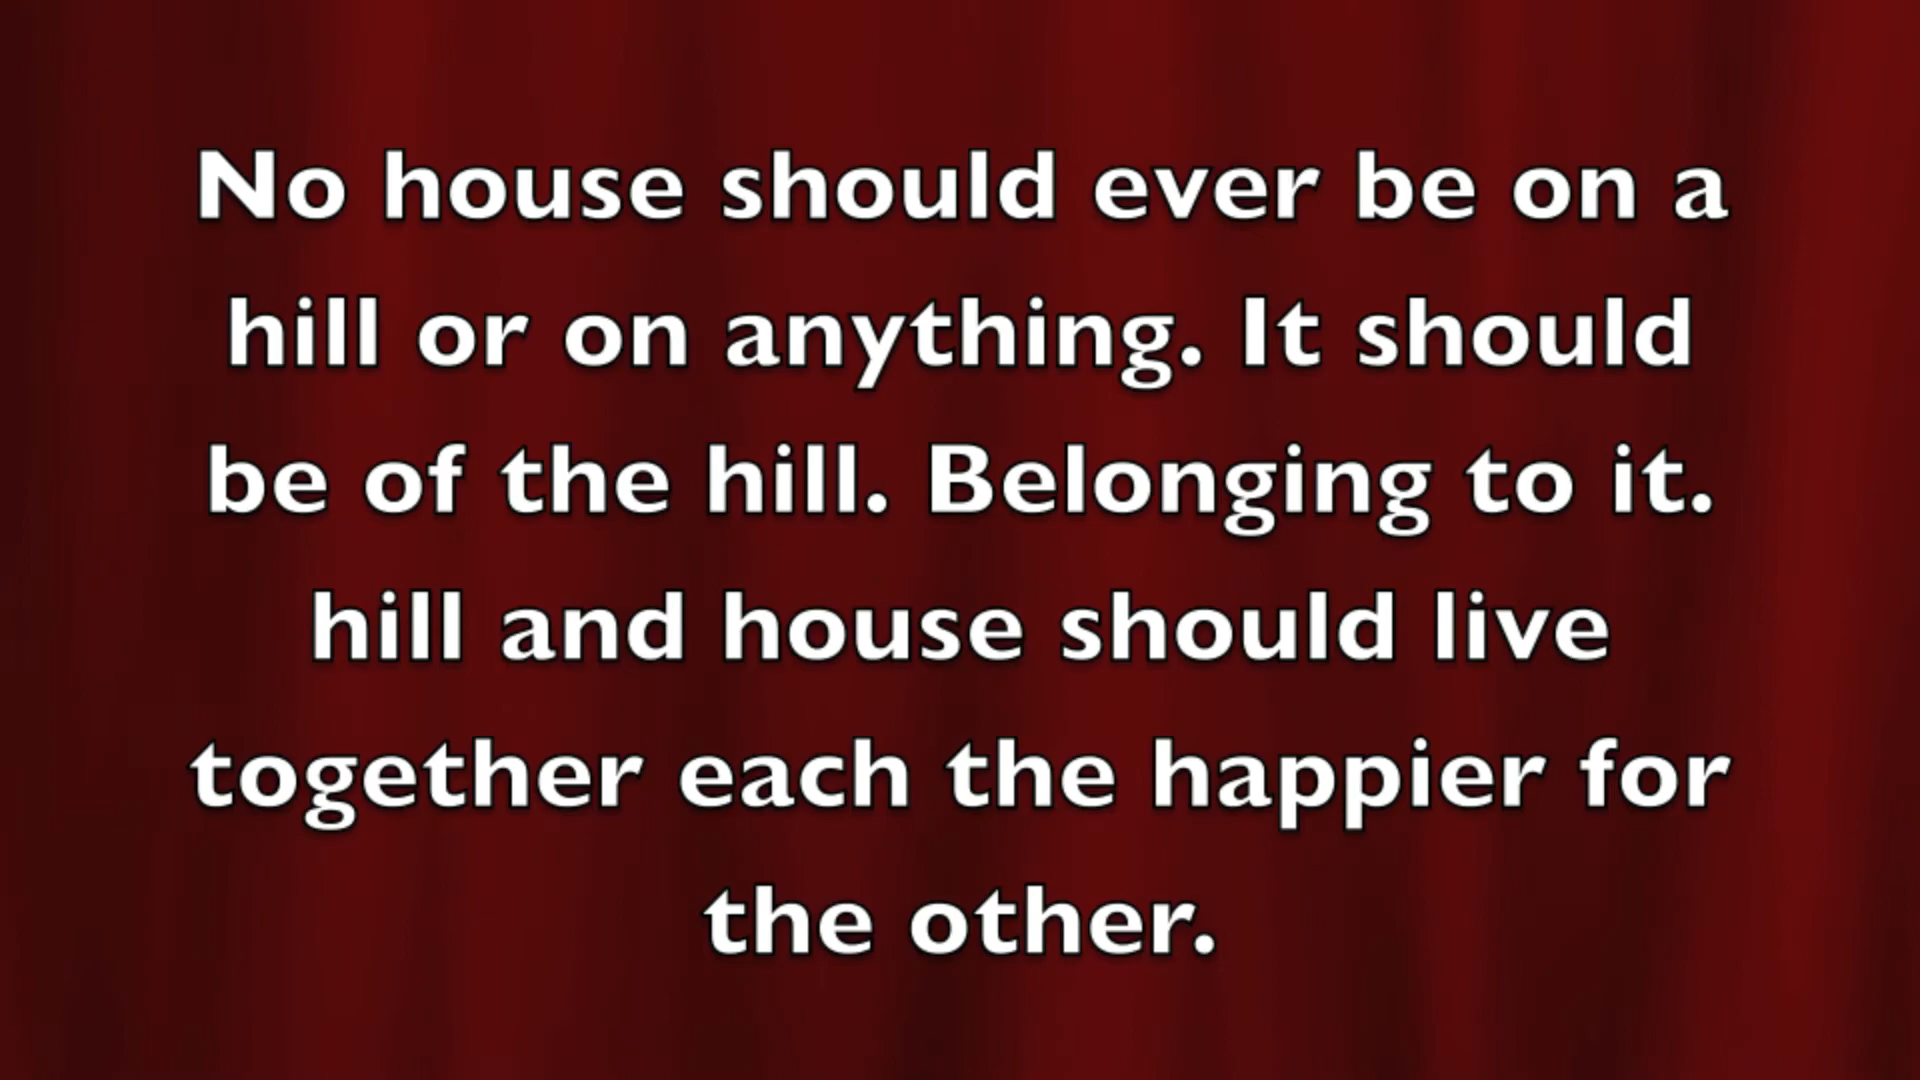 No house should ever be on a
hill or on anything. It should
be of the hill. Belonging to it.
hill and house should live
together each the happier for
the other.